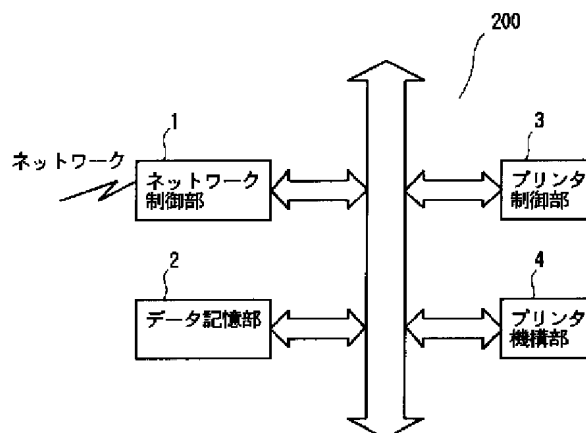 200
1
3
ネットワーク
ネットワーク
制御部
プリンタ
制御部
2
4
データ記憶部
プリンタ
機構部